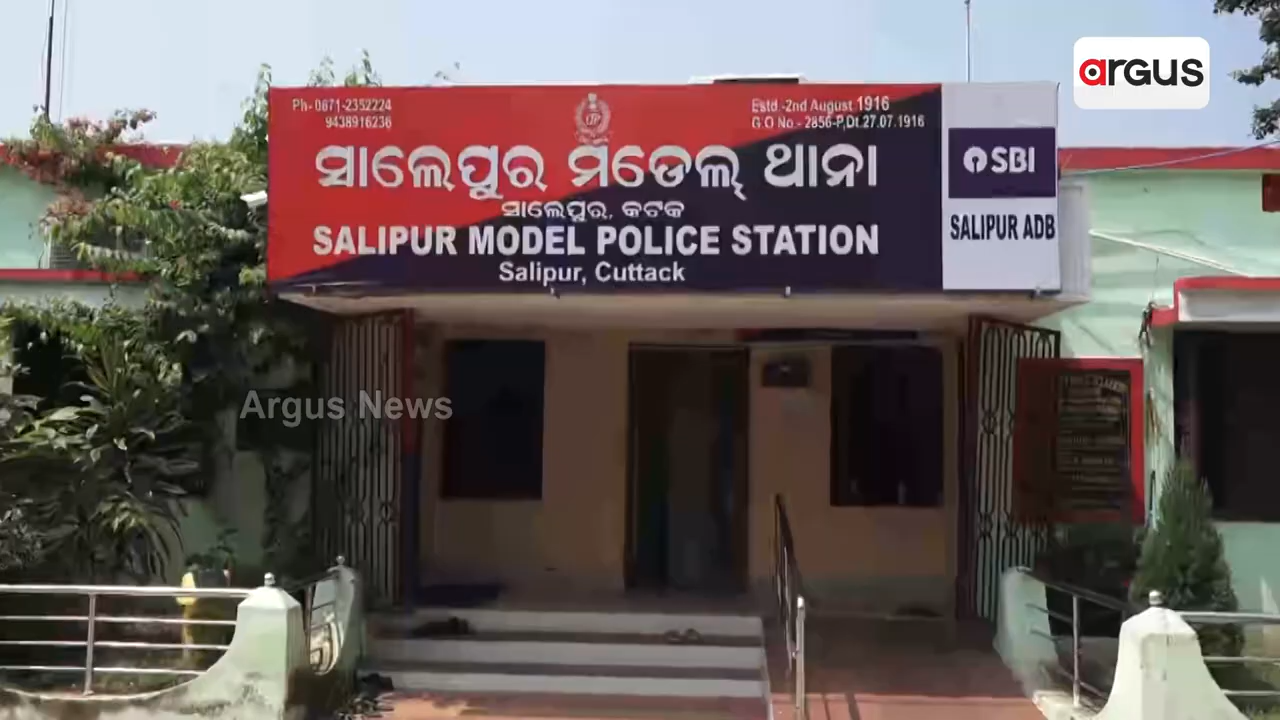 argus
Ph- 0671-2352224
9438916236
Estd.-2nd August 1916
G.O No.- 2856-P,Dt.27.07.1916
ସାଲେପୁର ମଡେଲ୍ ଥାନା
ସାଲେପୁର, କଟକ
SALIPUR MODEL POLICE STATION
Salipur, Cuttack
SBI
SALIPUR ADB
Argus News